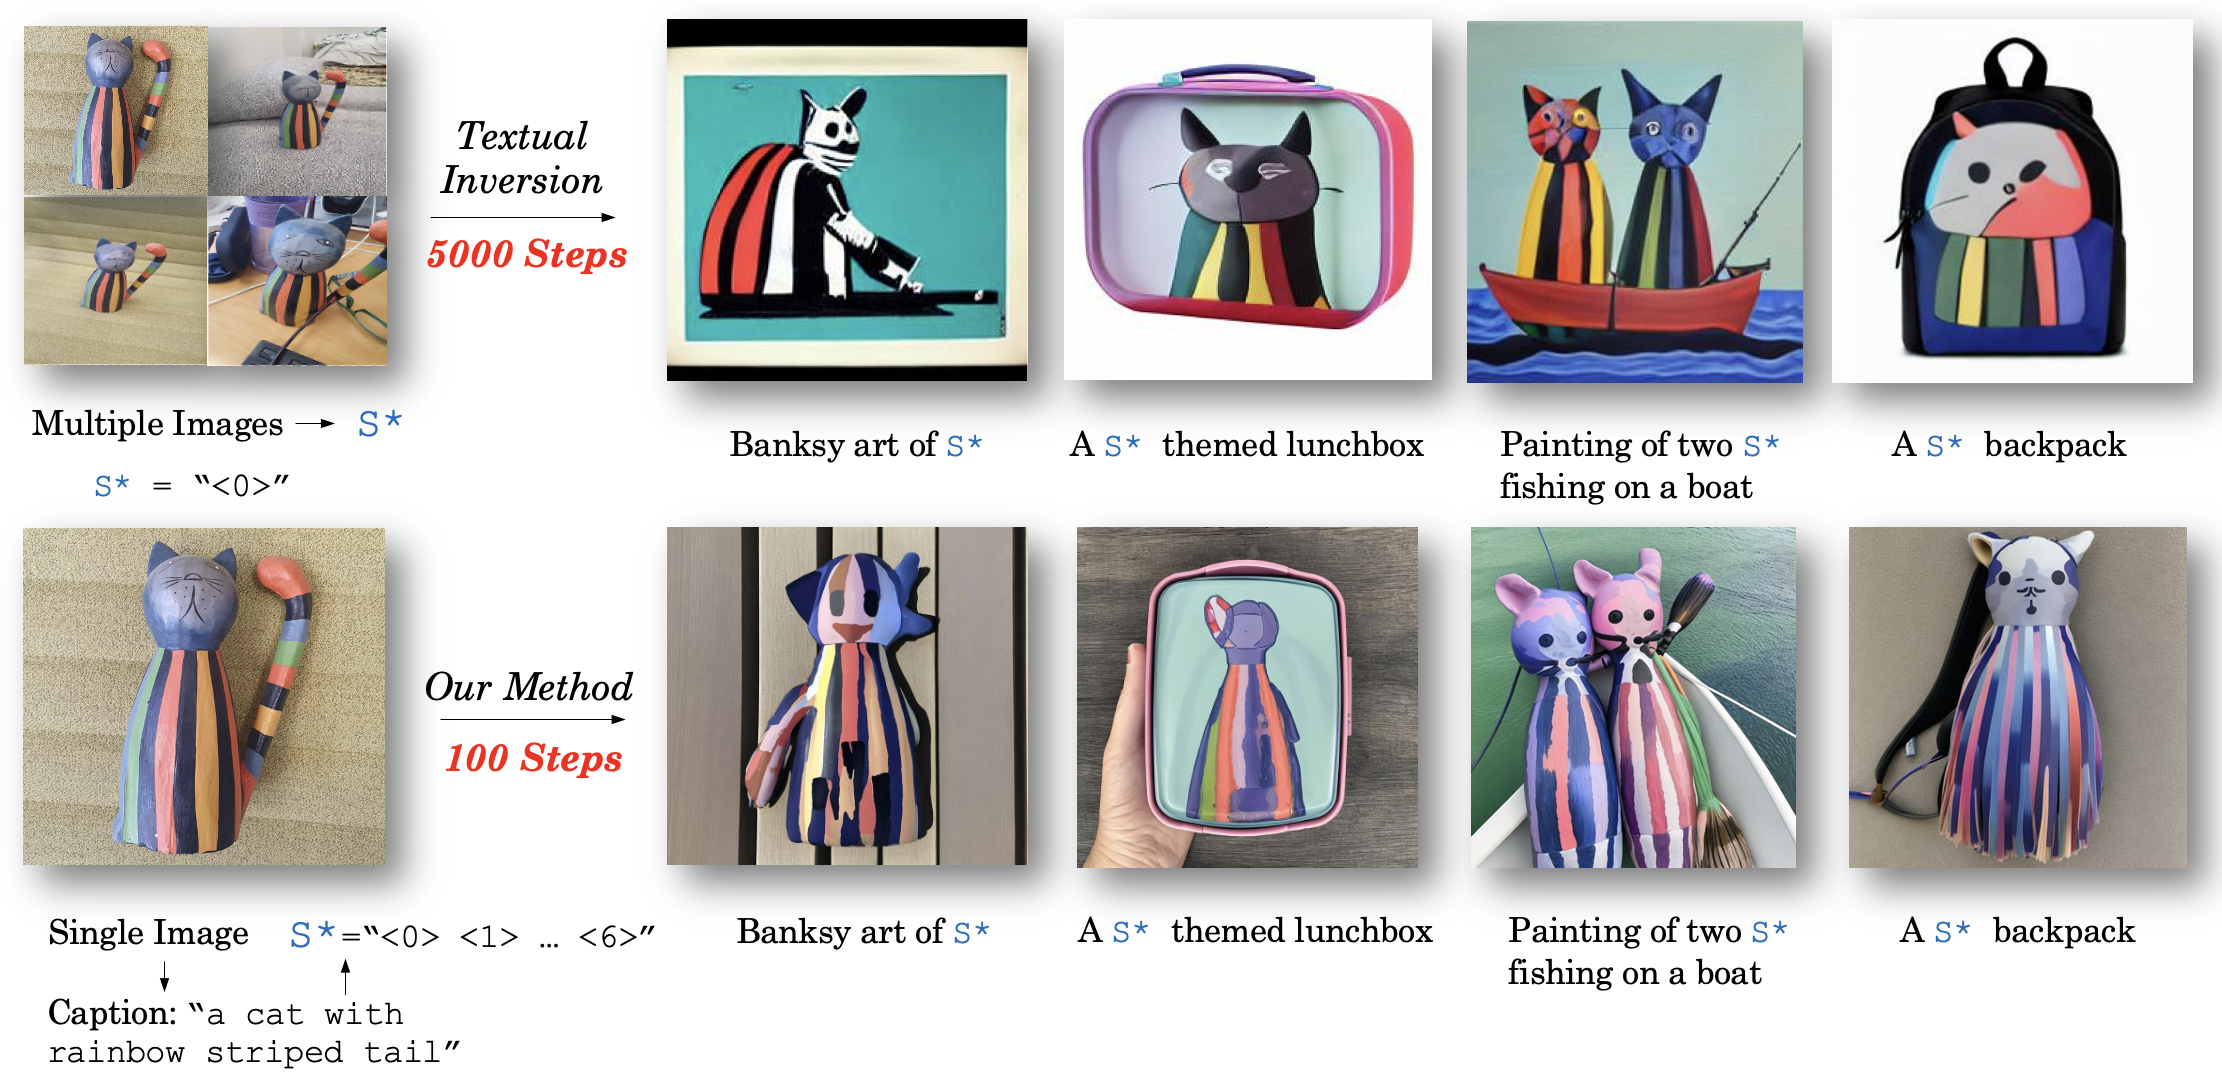 Textual
Inversion
5000 Steps
Multiple Images → S*
S* = “<0>”
Banksy art of S*
A S* themed lunchbox
Painting of two S*
fishing on a boat
A S* backpack
Our Method
100 Steps
Single Image
S*=“<0> <1> … <6>”
Caption: “a cat with
rainbow striped tail”
Banksy art of S*
A S* themed lunchbox
Painting of two S*
fishing on a boat
A S* backpack